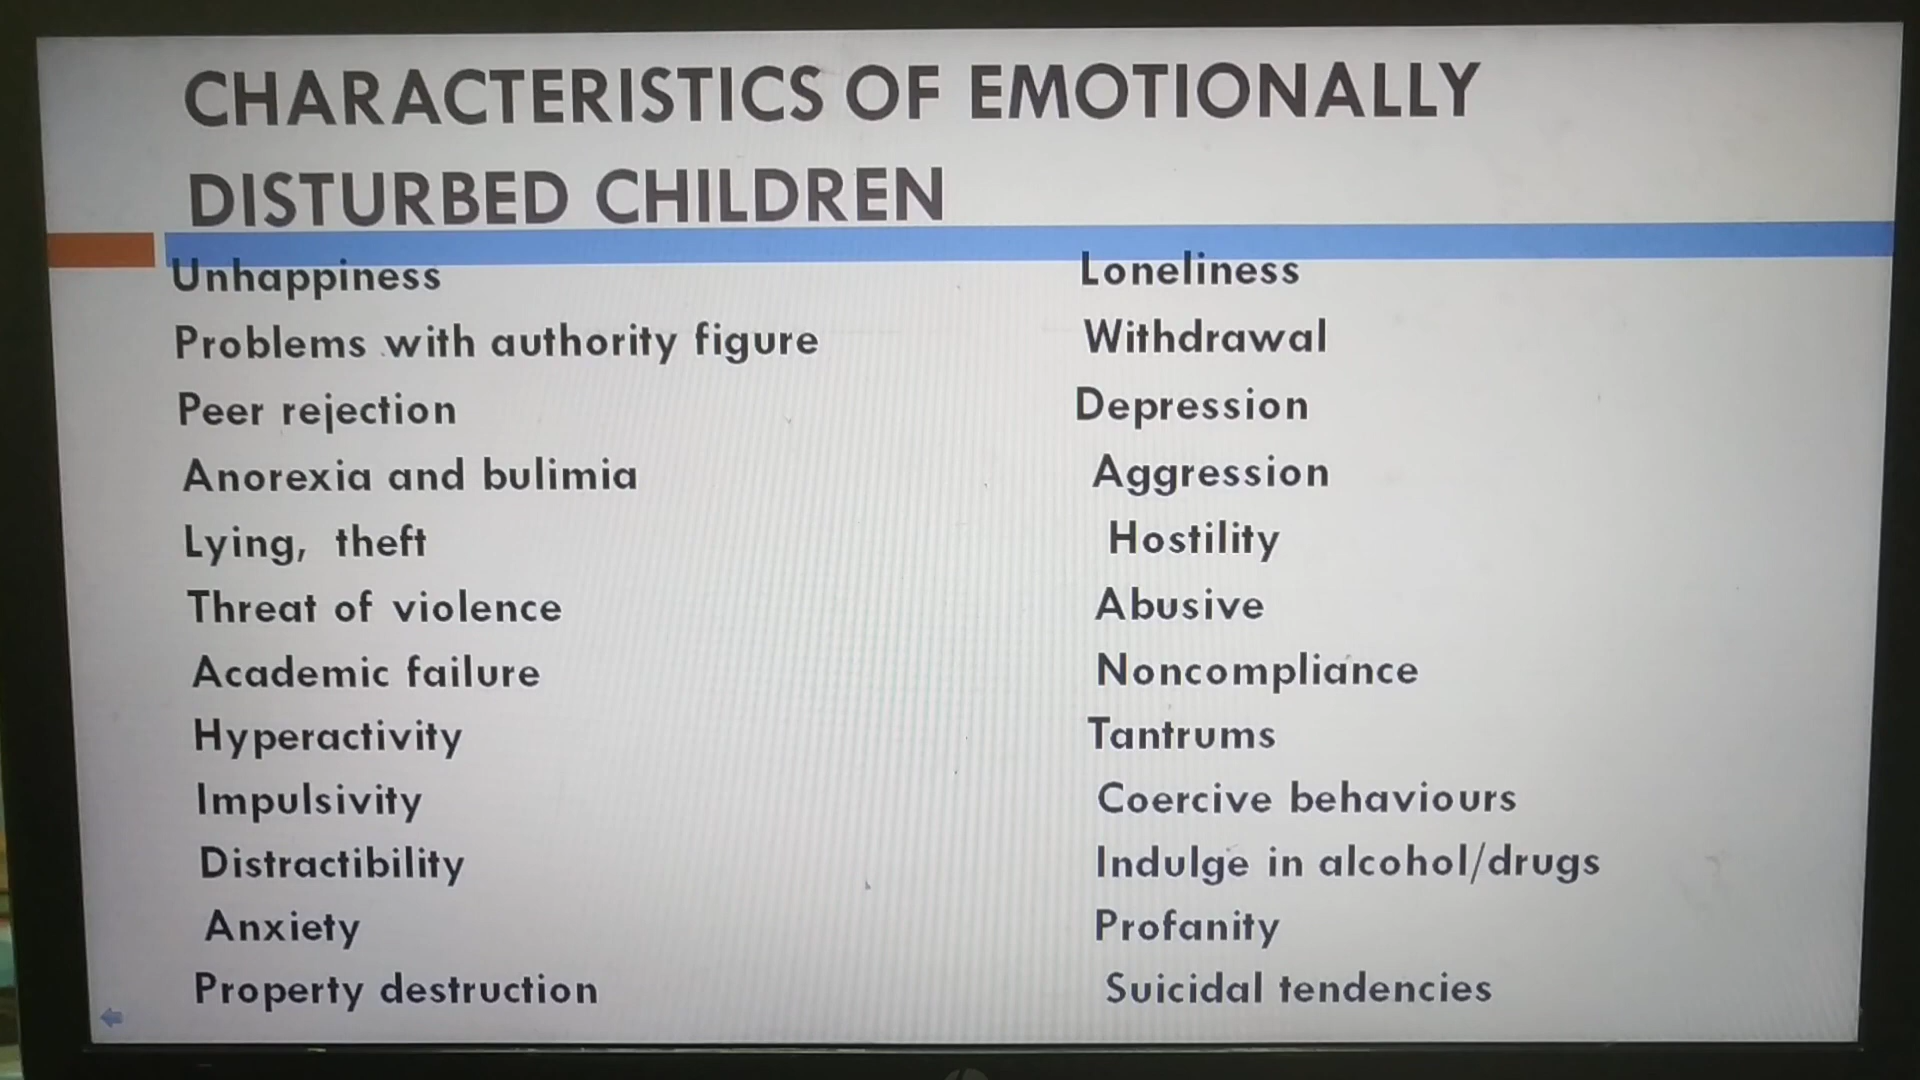 CHARACTERISTICS OF EMOTIONALLY
DISTURBED CHILDREN
Unhappiness
Problems with authority figure
Peer rejection
Anorexia and bulimia
Lying, theft
Threat of violence
Academic failure
Hyperactivity
Impulsivity
Distractibility
Anxiety
Property destruction
Loneliness
Withdrawal
Depression
Aggression
Hostility
Abusive
Noncompliance
Tantrums
Coercive behaviours
Indulge in alcohol/drugs
Profanity
Suicidal tendencies